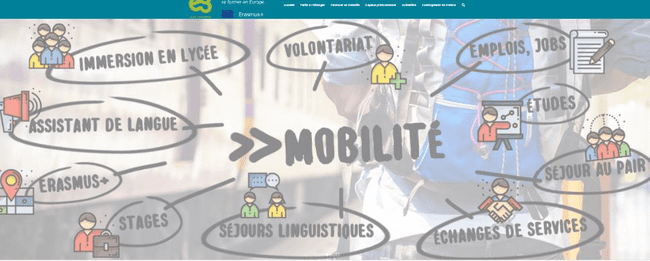 se former en Europe
Erasmus+
IMMERSION EN LYCÉE
VOLONTARIAT
EMPLOIS, JOBS
ASSISTANT DE LANGUE
ÉTUDES
>>MOBILITÉ
ERASMUS+
SÉJOUR AU PAIR
STAGES
SÉJOURS LINGUISTIQUES
ÉCHANGES DE SERVICES